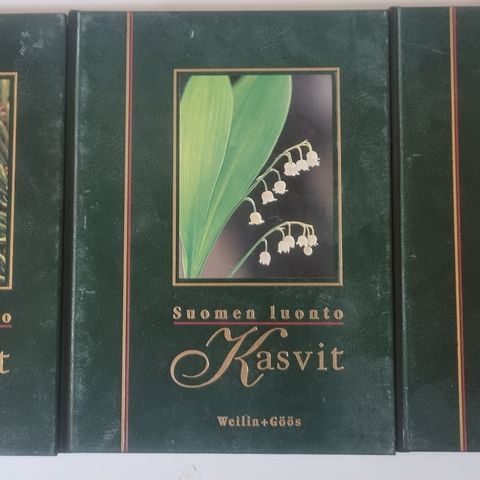 Suomen luonto
Kasvit
Weilin+Göös
o
t